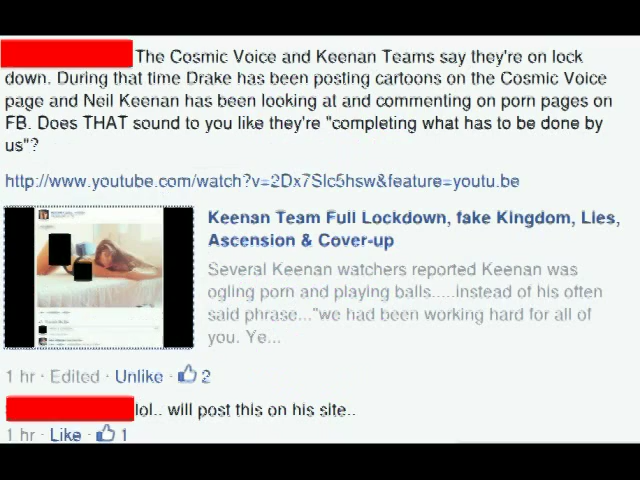 The Cosmic Voice and Keenan Teams say they're on lock
down. During that time Drake has been posting cartoons on the Cosmic Voice
page and Neil Keenan has been looking at and commenting on porn pages on
FB. Does THAT sound to you like they're "completing what has to be done by
us"?
http://www.youtube.com/watch?v=2Dx7Slc5hsw&feature=youtu.be
Keenan Team Full Lockdown, fake Kingdom, Lies,
Ascension & Cover-up
Several Keenan watchers reported Keenan was
ogling porn and playing balls.....instead of his often
said phrase..."we had been working hard for all of
you. Ye...
1 hr · Edited · Unlike · 2
lol.. will post this on his site..
1 hr · Like · 1